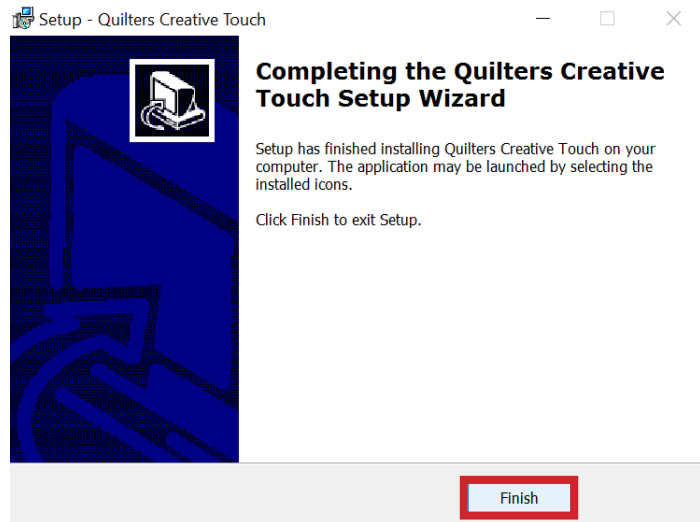 Setup - Quilters Creative Touch
Completing the Quilters Creative
Touch Setup Wizard
Setup has finished installing Quilters Creative Touch on your
computer. The application may be launched by selecting the
installed icons.
Click Finish to exit Setup.
Finish